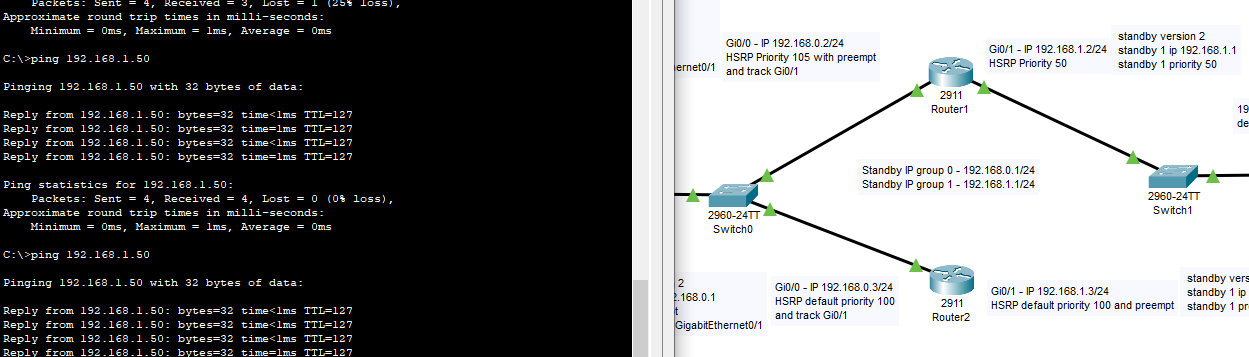 Packets: Sent = 4, Received = 3, Lost = 1 (25% loss),
Approximate round trip times in milli-seconds:
Minimum = 0ms, Maximum = 1ms, Average = 0ms
C:\>ping 192.168.1.50
Pinging 192.168.1.50 with 32 bytes of data:
Reply from 192.168.1.50: bytes=32 time<1ms TTL=127
Reply from 192.168.1.50: bytes=32 time=1ms TTL=127
Reply from 192.168.1.50: bytes=32 time<1ms TTL=127
Reply from 192.168.1.50: bytes=32 time=1ms TTL=127
Ping statistics for 192.168.1.50:
Packets: Sent = 4, Received = 4, Lost = 0 (0% loss),
Approximate round trip times in milli-seconds:
Minimum = 0ms, Maximum = 1ms, Average = 0ms
C:\>ping 192.168.1.50
Pinging 192.168.1.50 with 32 bytes of data:
Reply from 192.168.1.50: bytes=32 time<1ms TTL=127
Reply from 192.168.1.50: bytes=32 time<1ms TTL=127
Reply from 192.168.1.50: bytes=32 time<1ms TTL=127
Reply from 192.168.1.50: bytes=32 time=1ms TTL=127
ernet0/1
Gi0/0 - IP 192.168.0.2/24
HSRP Priority 105 with preempt
and track Gi0/1
2911
Router1
Gi0/1 - IP 192.168.1.2/24
HSRP Priority 50
standby version 2
standby 1 ip 192.168.1.1
standby 1 priority 50
19
de
Standby IP group 0 - 192.168.0.1/24
Standby IP group 1 - 192.168.1.1/24
2960-24TT
Switch0
2960-24TT
Switch1
2
2.168.0.1
t
GigabitEthernet0/1
Gi0/0 - IP 192.168.0.3/24
HSRP default priority 100
and track Gi0/1
2911
Router2
Gi0/1 - IP 192.168.1.3/24
HSRP default priority 100 and preempt
standby vers
standby 1 ip
standby 1 pr